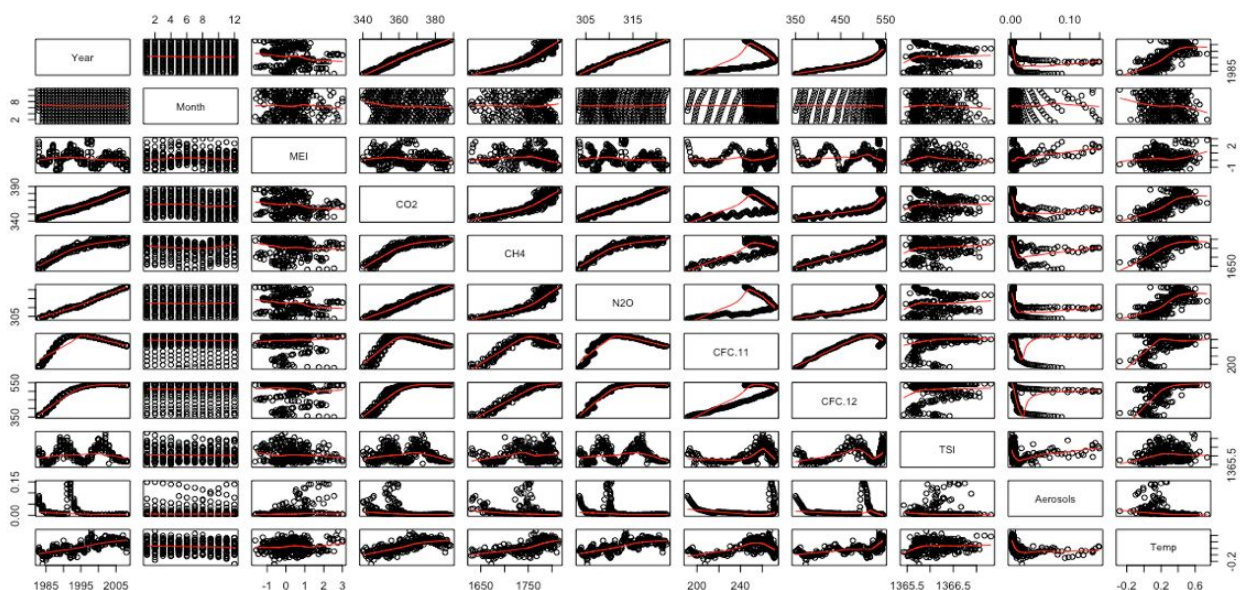 2 4 6 8 12 340 360 380 305 315 350 450 550 0.00 0.10
Year 1985
2 8 Month
MEI -1 2
340 390 CO2
CH4 1650
305 N2O
CFC.11 200
350 550 CFC.12
TSI 1365.5
0.00 0.15 Aerosols
Temp -0.2
1985 1995 2005 -1 0 1 2 3 1650 1750 200 240 1365.5 1366.5 -0.2 0.2 0.6